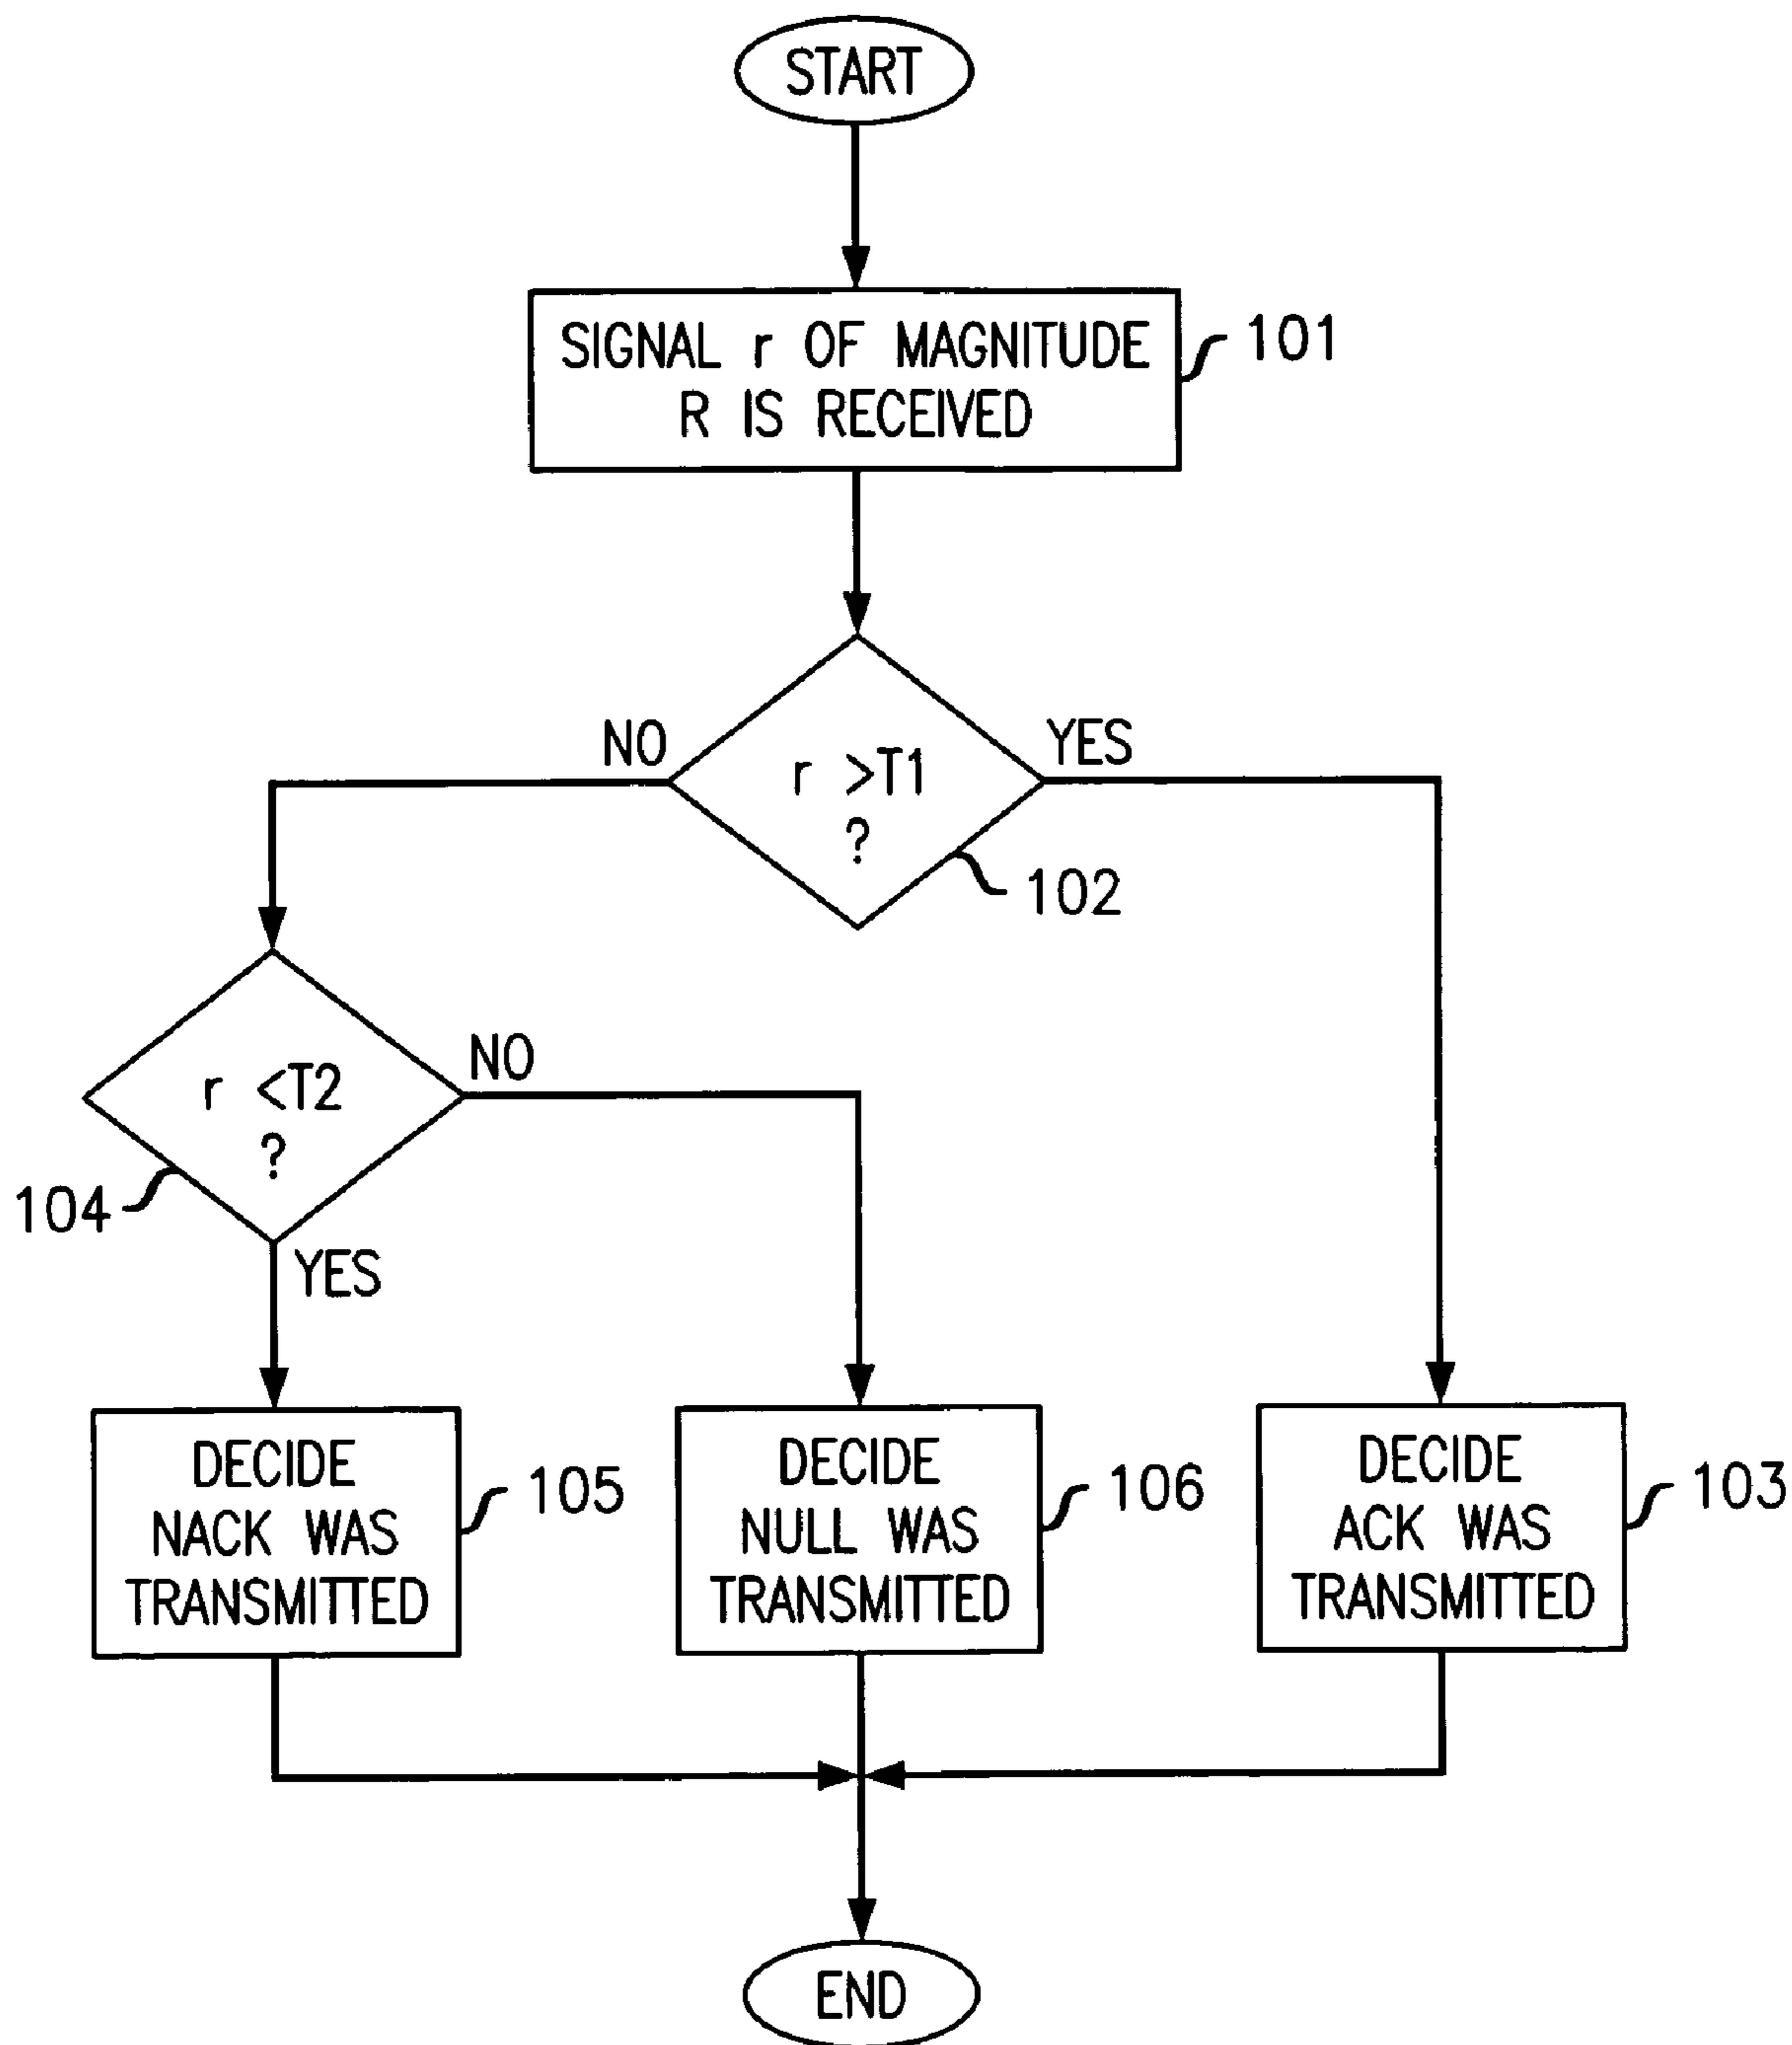 START
SIGNAL r OF MAGNITUDE
R IS RECEIVED
101
NO
YES
r >T1
?
102
NO
r <T2
?
104
YES
DECIDE
NACK WAS
TRANSMITTED
105
DECIDE
NULL WAS
TRANSMITTED
106
DECIDE
ACK WAS
TRANSMITTED
103
END